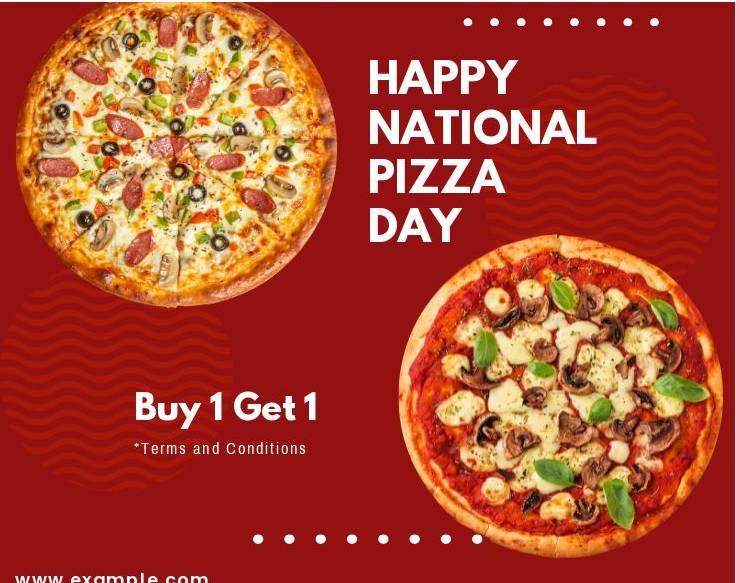 HAPPY
NATIONAL
PIZZA
DAY
Buy 1 Get 1
*Terms and Conditions
www.example.com